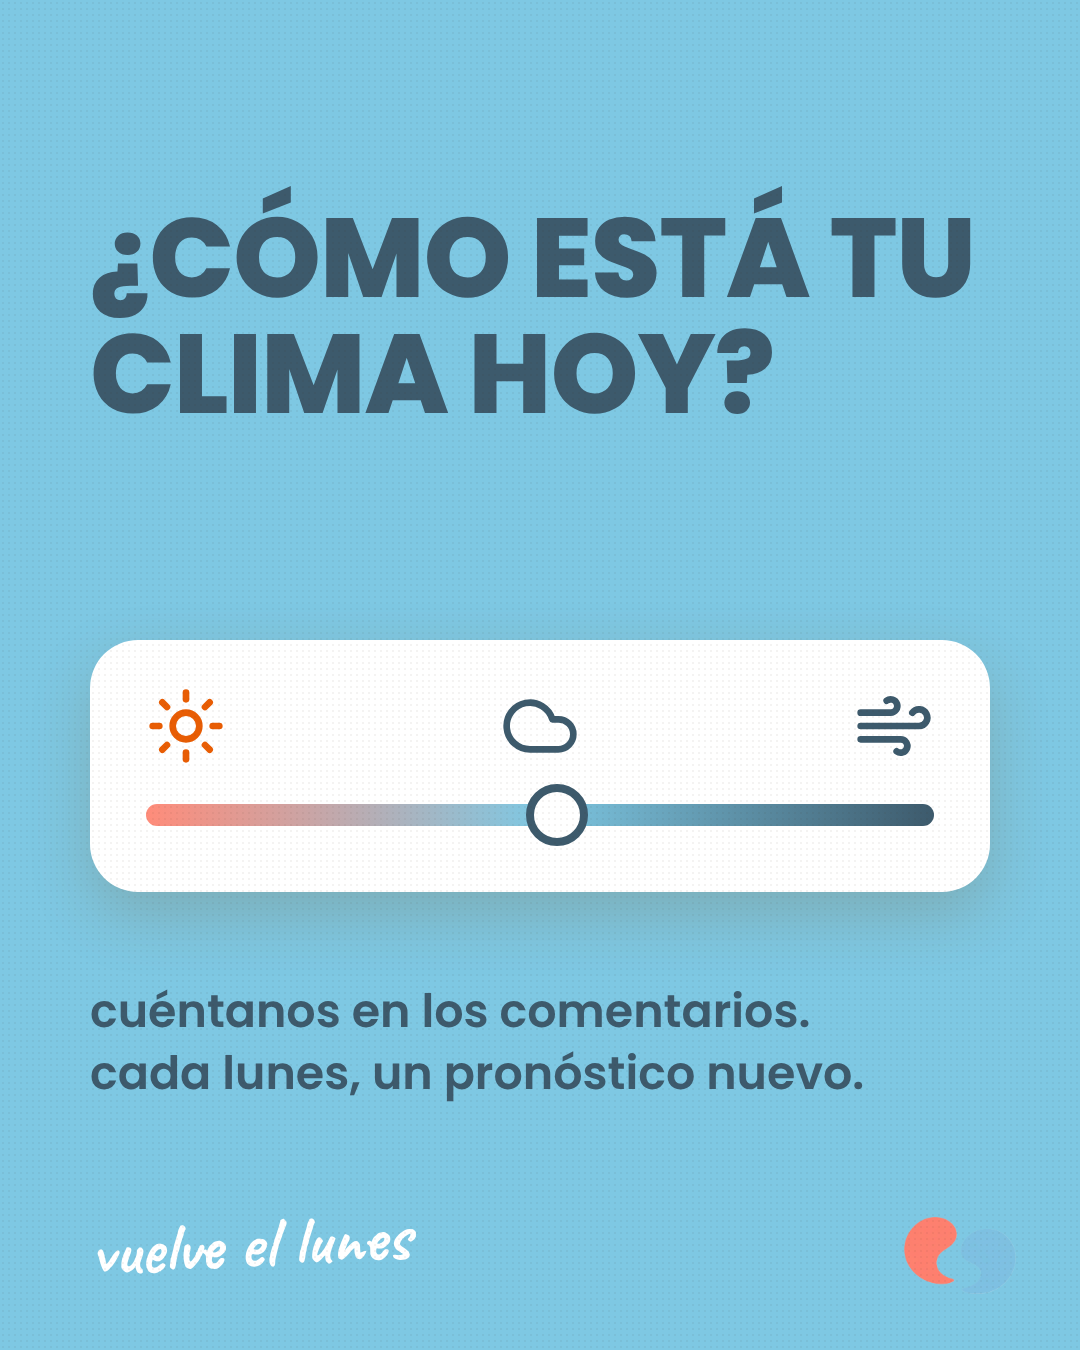 ¿CÓMO ESTÁ TU
CLIMA HOY?
cuéntanos en los comentarios.
cada lunes, un pronóstico nuevo.
vuelve el lunes